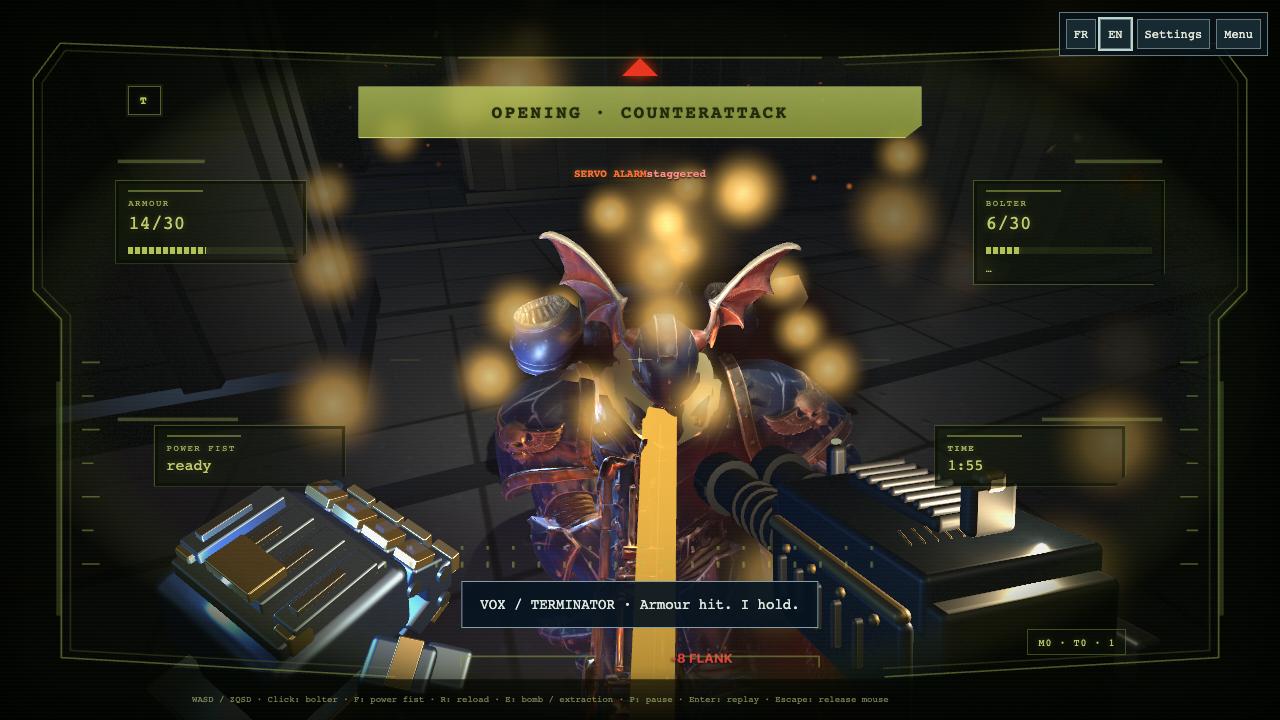 FR EN Settings Menu
T
OPENING · COUNTERATTACK
SERVO ALARM staggered
ARMOUR
14/30
BOLTER
6/30
…
POWER FIST
ready
TIME
1:55
VOX / TERMINATOR · Armour hit. I hold.
8 FLANK
M0 · T0 · 1
WASD / ZQSD · Click: bolter · F: power fist · R: reload · E: bomb / extraction · P: pause · Enter: replay · Escape: release mouse